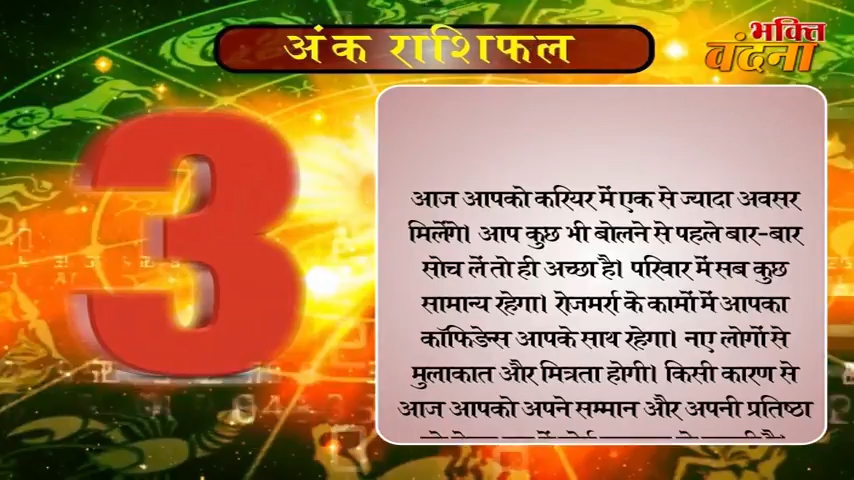 अंक राशिफल
भक्ति
वंदना
3
आज आपको करियर में एक से ज्यादा अवसर
मिलेंगे। आप कुछ भी बोलने से पहले बार-बार
सोच लें तो ही अच्छा है। परिवार में सब कुछ
सामान्य रहेगा। रोजमर्रा के कामों में आपका
कॉफिडेन्स आपके साथ रहेगा। नए लोगों से
मुलाकात और मित्रता होगी। किसी कारण से
आज आपको अपने सम्मान और अपनी प्रतिष्ठा